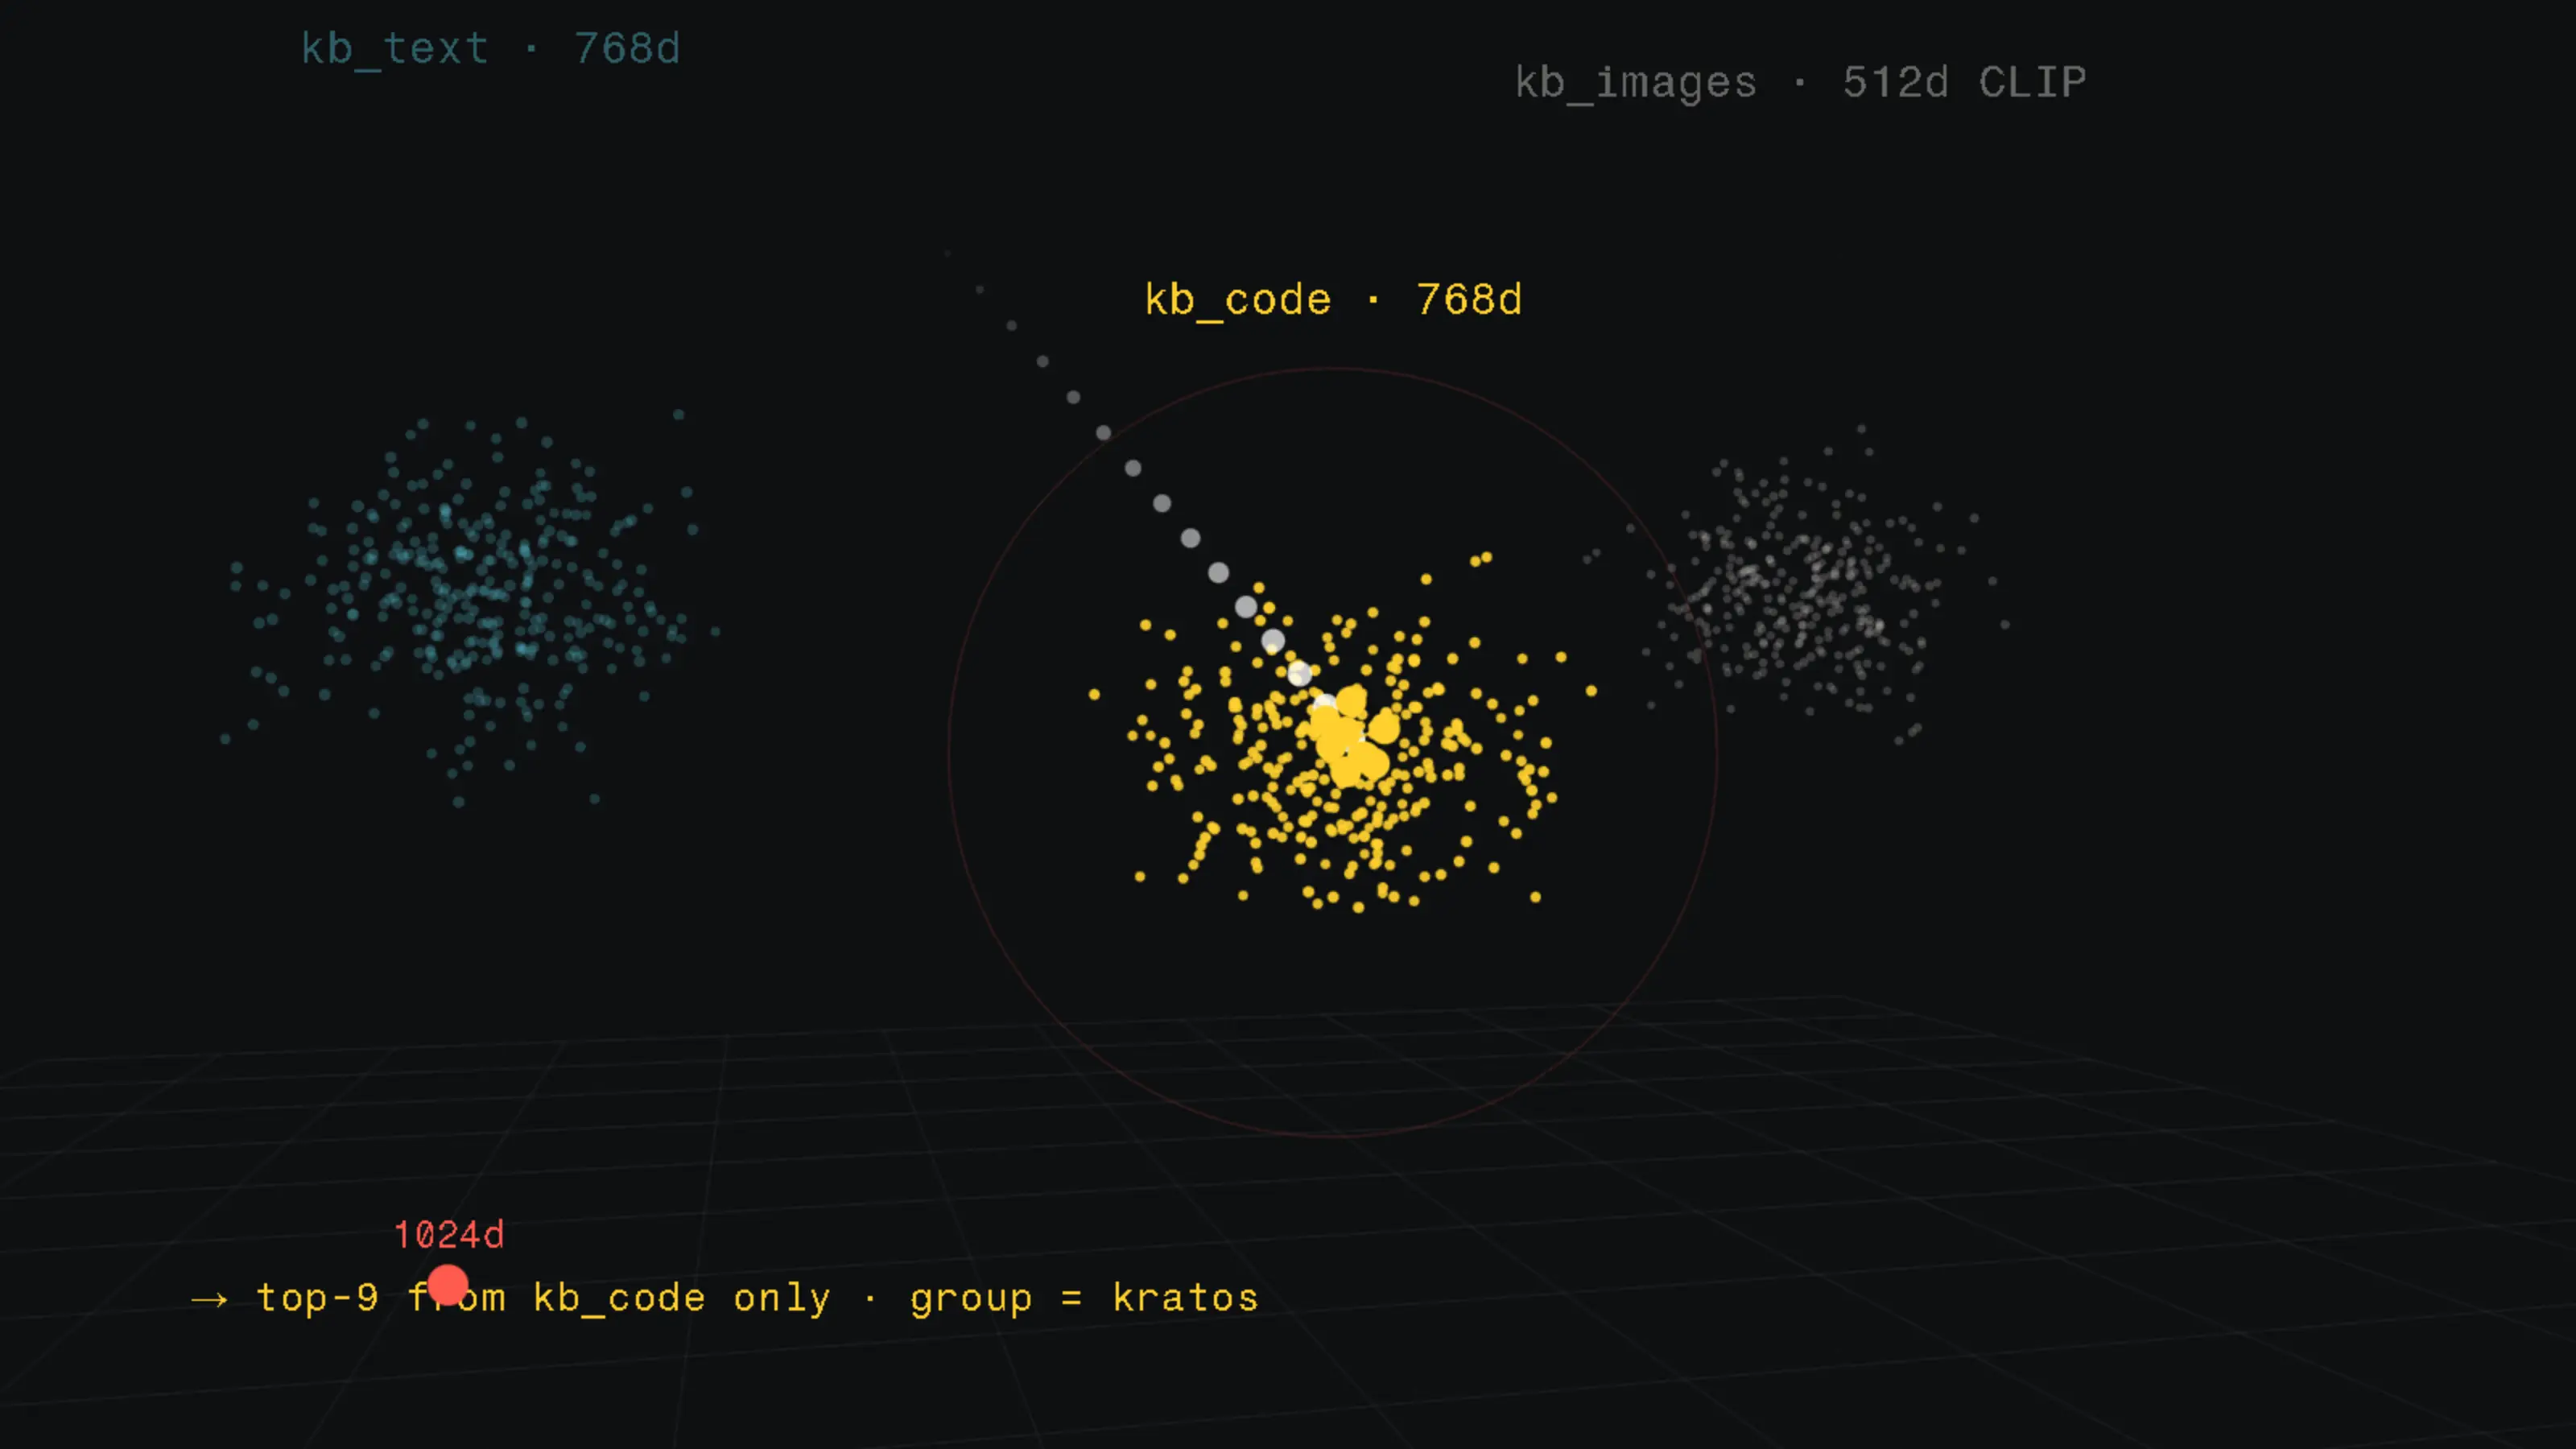 kb_text · 768d
kb_images · 512d CLIP
kb_code · 768d
1024d
→ top-9 from kb_code only · group = kratos